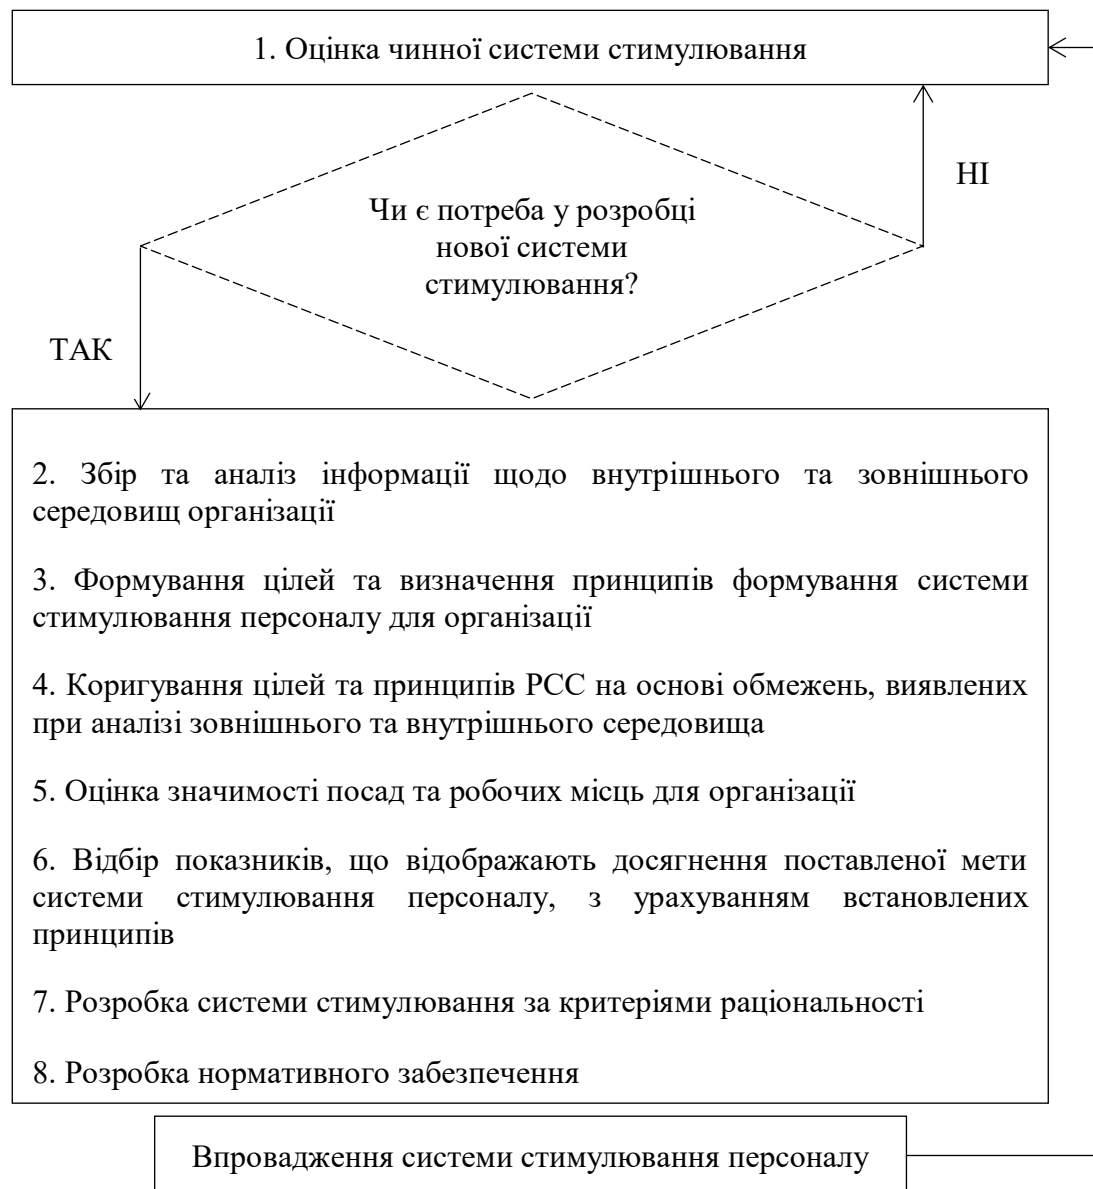 1. Оцінка чинної системи стимулювання
НІ
Чи є потреба у розробці
нової системи
стимулювання?
ТАК
2. Збір та аналіз інформації щодо внутрішнього та зовнішнього
середовищ організації
3. Формування цілей та визначення принципів формування системи
стимулювання персоналу для організації
4. Коригування цілей та принципів РСС на основі обмежень, виявлених
при аналізі зовнішнього та внутрішнього середовища
5. Оцінка значимості посад та робочих місць для організації
6. Відбір показників, що відображають досягнення поставленої мети
системи стимулювання персоналу, з урахуванням встановлених
принципів
7. Розробка системи стимулювання за критеріями раціональності
8. Розробка нормативного забезпечення
Впровадження системи стимулювання персоналу